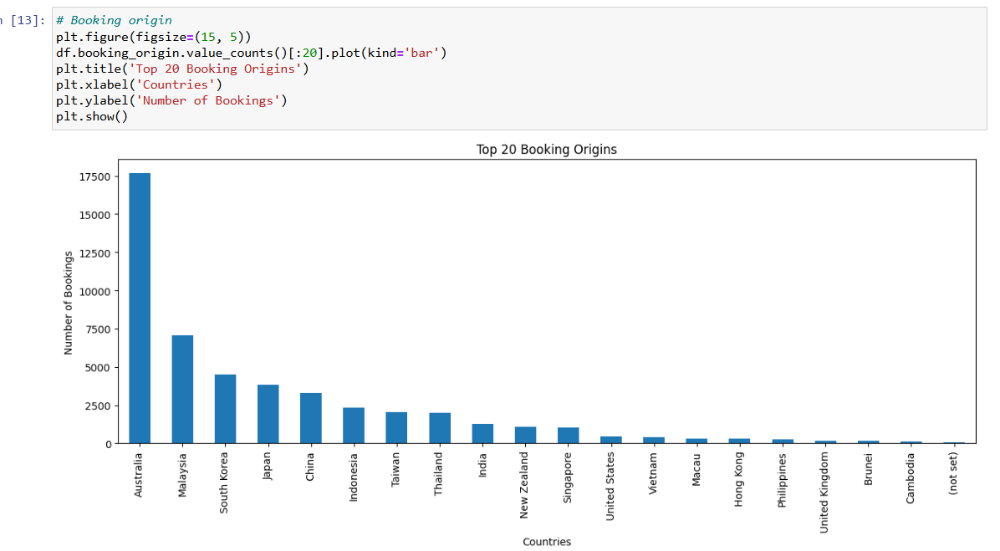 n [13]: # Booking origin
plt.figure(figsize=(15, 5))
df.booking_origin.value_counts()[:20].plot(kind='bar')
plt.title('Top 20 Booking Origins')
plt.xlabel('Countries')
plt.ylabel('Number of Bookings')
plt.show()
Top 20 Booking Origins
Number of Bookings
17500
15000
12500
10000
7500
5000
2500
0
Australia
Malaysia
South Korea
Japan
China
Indonesia
Taiwan
Thailand
India
New Zealand
Singapore
United States
Vietnam
Macau
Hong Kong
Philippines
United Kingdom
Brunei
Cambodia
(not set)
Countries